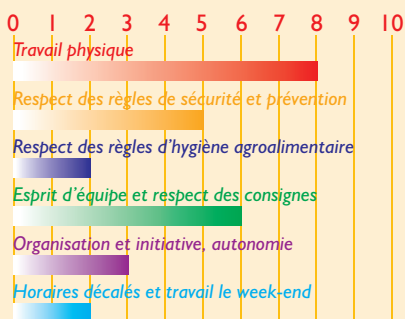 0 1 2 3 4 5 6 7 8 9 10
Travail physique
Respect des règles de sécurité et prévention
Respect des règles d'hygiène agroalimentaire
Esprit d'équipe et respect des consignes
Organisation et initiative, autonomie
Horaires décalés et travail le week-end